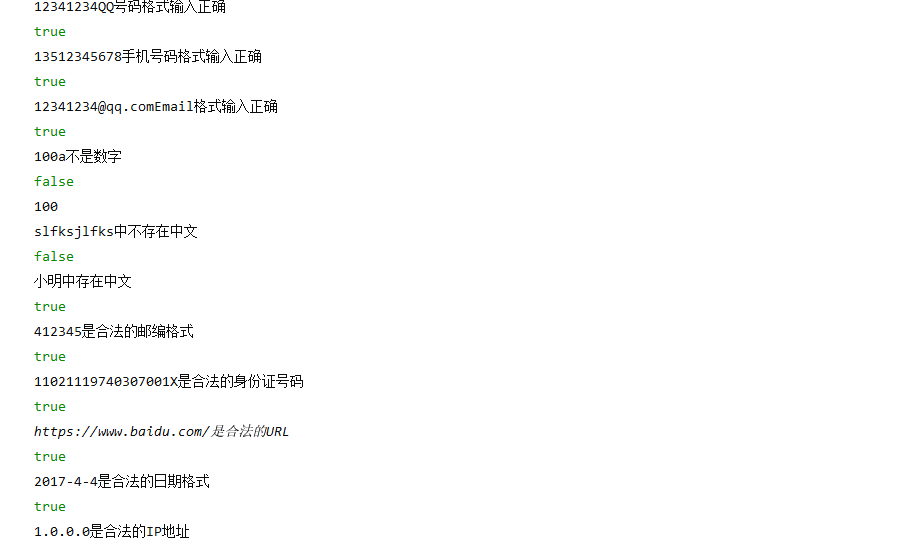 12341234QQ号码格式输入正确
true
13512345678手机号码格式输入正确
true
12341234@qq.comEmail格式输入正确
true
100a不是数字
false
100
slfksjlfks中不存在中文
false
小明中存在中文
true
412345是合法的邮编格式
true
11021119740307001X是合法的身份证号码
true
https://www.baidu.com/是合法的URL
true
2017-4-4是合法的日期格式
true
1.0.0.0是合法的IP地址